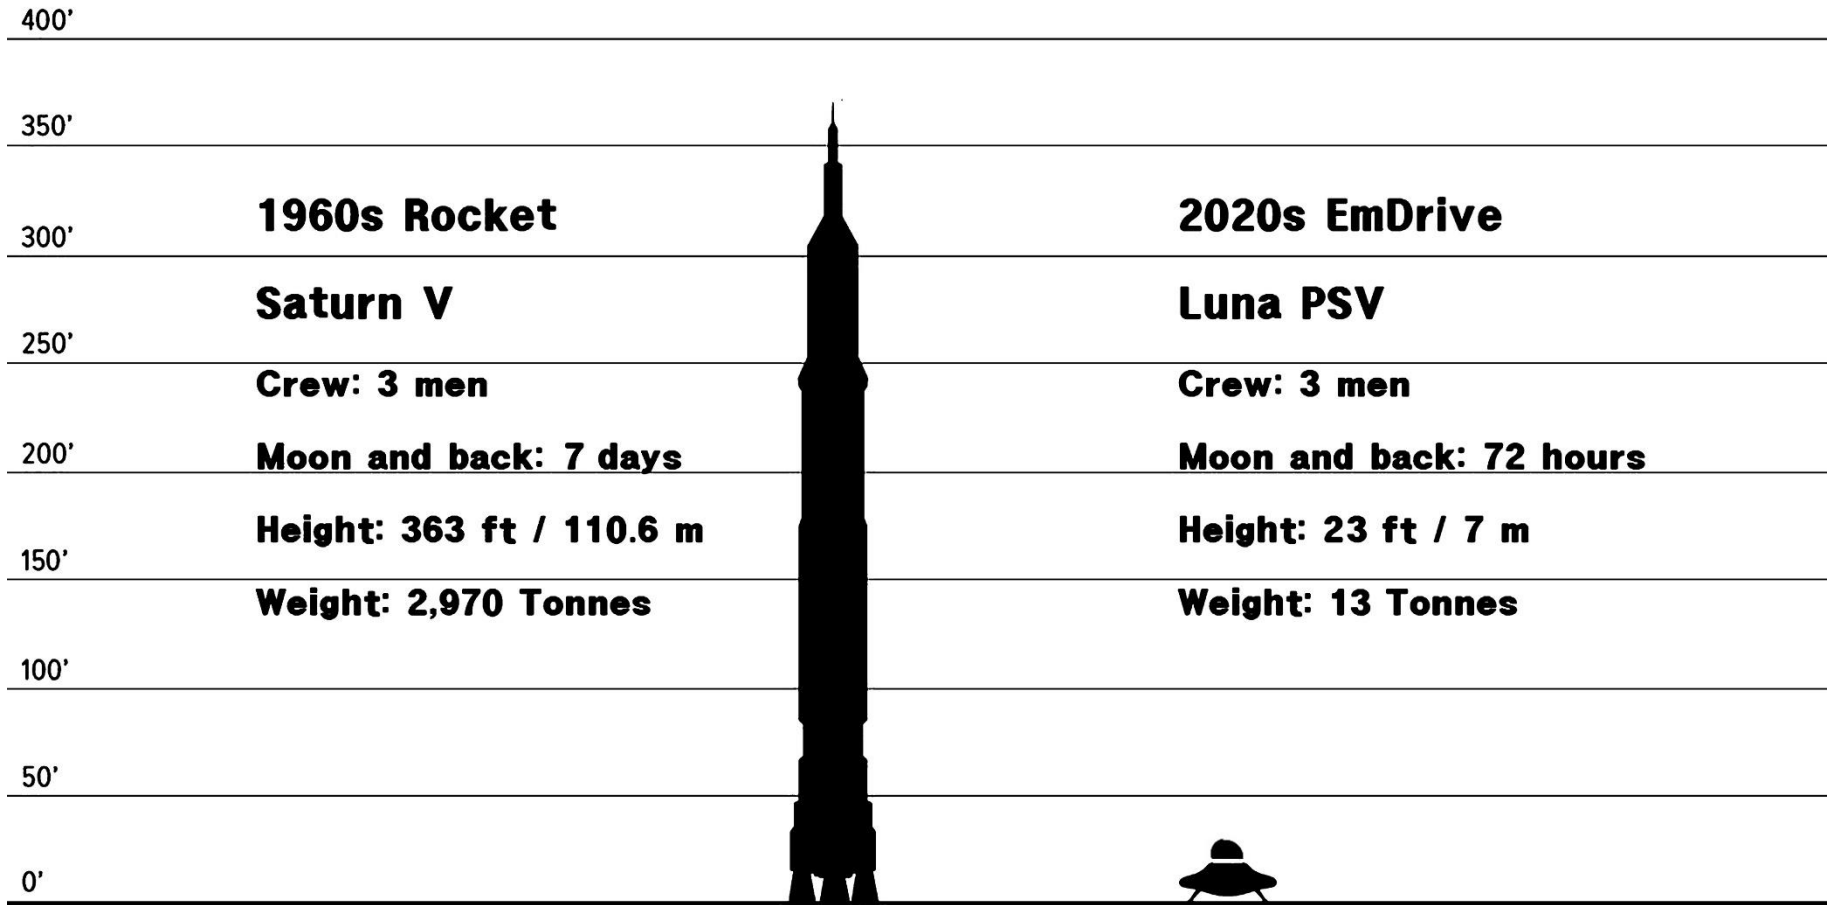 400'
350'
1960s Rocket
2020s EmDrive
300'
Saturn V
Luna PSV
250'
Crew: 3 men
Crew: 3 men
200'
Moon and back: 7 days
Moon and back: 72 hours
Height: 363 ft / 110.6 m
Height: 23 ft / 7 m
150'
Weight: 2,970 Tonnes
Weight: 13 Tonnes
100'
50'
0'